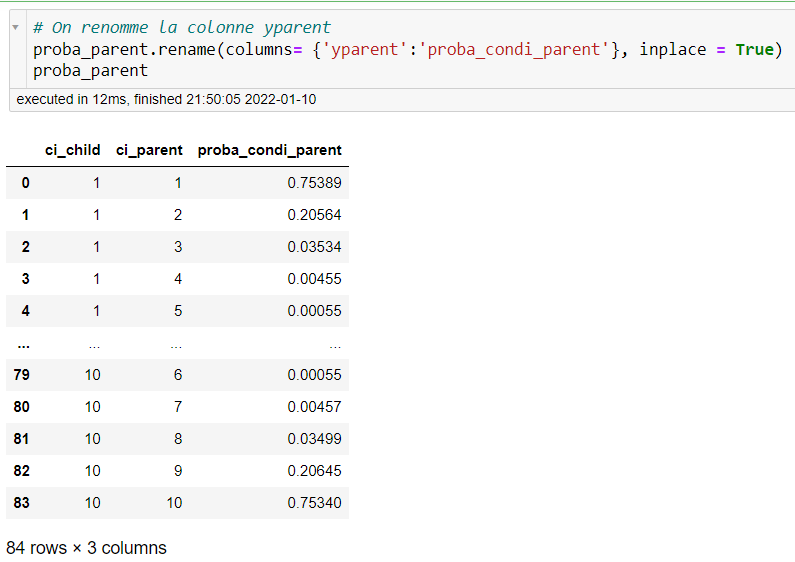 # On renomme la colonne yparent
proba_parent.rename(columns= {'yparent':'proba_condi_parent'}, inplace = True)
proba_parent
executed in 12ms, finished 21:50:05 2022-01-10
ci_child ci_parent proba_condi_parent
0 1 1 0.75389
1 1 2 0.20564
2 1 3 0.03534
3 1 4 0.00455
4 1 5 0.00055
... ... ... ...
79 10 6 0.00055
80 10 7 0.00457
81 10 8 0.03499
82 10 9 0.20645
83 10 10 0.75340
84 rows × 3 columns